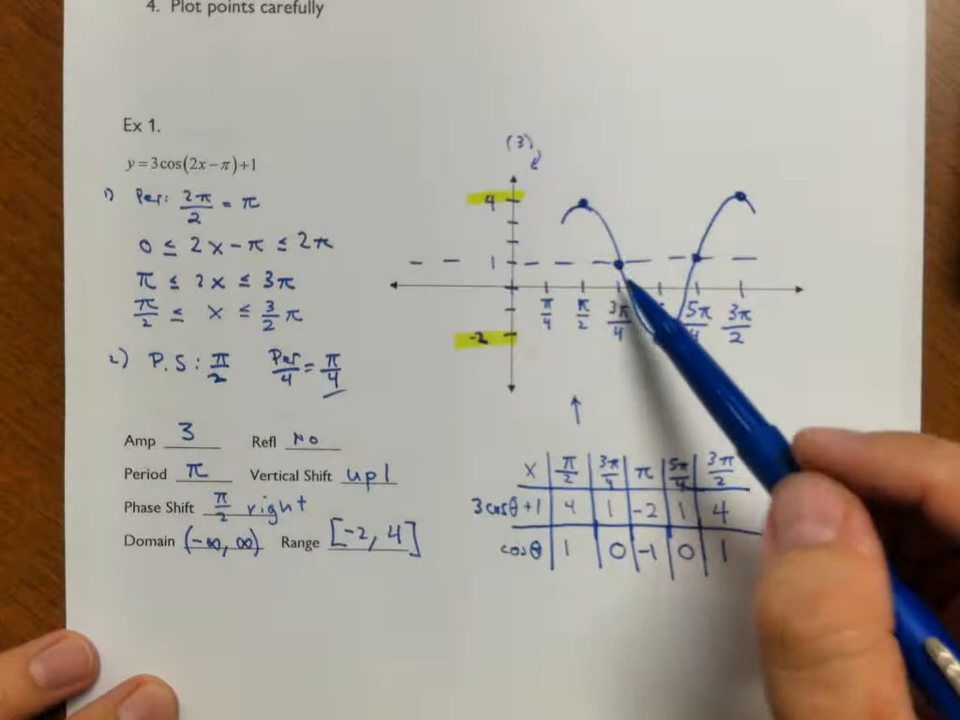 4. Plot points carefully
Ex 1.
y = 3cos(2x − π) + 1
1) Per: 2π/2 = π
0 ≤ 2x − π ≤ 2π
π ≤ 2x ≤ 3π
π/2 ≤ x ≤ 3/2 π
2) P.S: π/2 Per/4 = π/4
Amp 3 Refl No
Period π Vertical Shift up 1
Phase Shift π/2 right
Domain (-∞, ∞) Range [-2, 4]
(3)
4
1
-2
π/4 π/2 3π/4 5π/4 3π/2
x π/2 3π/4 π 5π/4 3π/2
3cosθ+1 4 1 -2 1 4
cosθ 1 0 -1 0 1